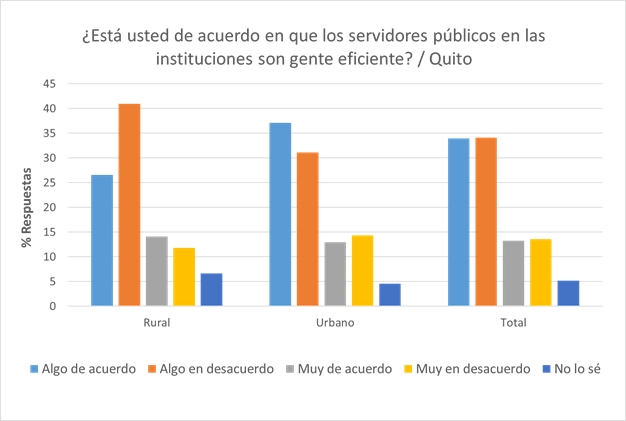 ¿Está usted de acuerdo en que los servidores públicos en las
instituciones son gente eficiente? / Quito
% Respuestas
45
40
35
30
25
20
15
10
5
0
Rural
Urbano
Total
Algo de acuerdo
Algo en desacuerdo
Muy de acuerdo
Muy en desacuerdo
No lo sé